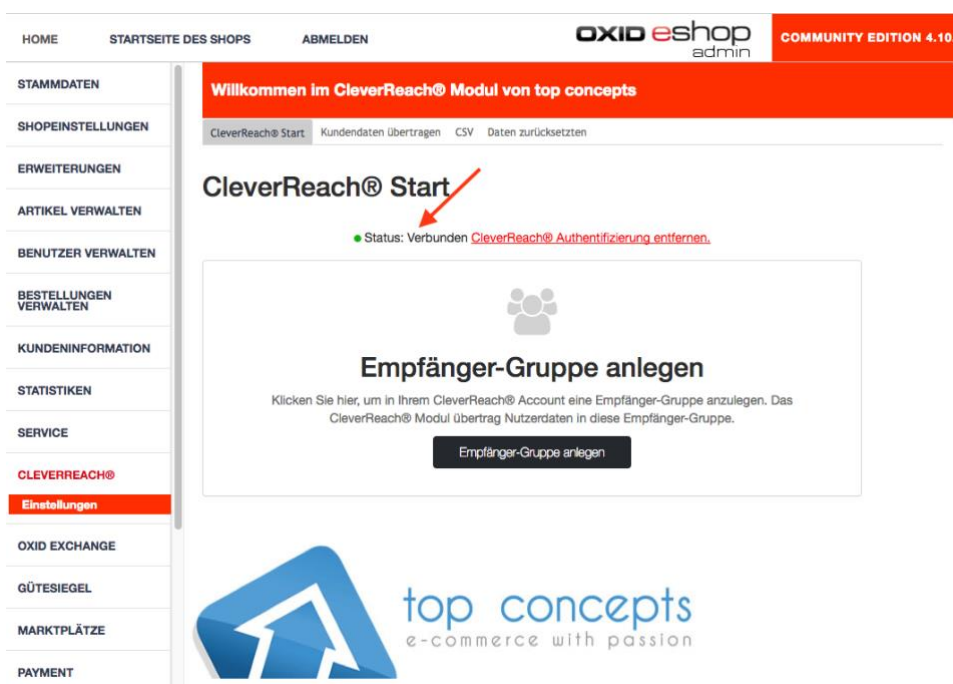 HOME STARTSEITE DES SHOPS ABMELDEN OXID eshop admin COMMUNITY EDITION 4.10.
STAMMDATEN
SHOPEINSTELLUNGEN
ERWEITERUNGEN
ARTIKEL VERWALTEN
BENUTZER VERWALTEN
BESTELLUNGEN
VERWALTEN
KUNDENINFORMATION
STATISTIKEN
SERVICE
CLEVERREACH®
Einstellungen
OXID EXCHANGE
GÜTESIEGEL
MARKTPLÄTZE
PAYMENT
Willkommen im CleverReach® Modul von top concepts
CleverReach® Start Kundendaten übertragen CSV Daten zurücksetzten
CleverReach® Start
Status: Verbunden CleverReach® Authentifizierung entfernen.
Empfänger-Gruppe anlegen
Klicken Sie hier, um in Ihrem CleverReach® Account eine Empfänger-Gruppe anzulegen. Das
CleverReach® Modul übertrag Nutzerdaten in diese Empfänger-Gruppe.
Empfänger-Gruppe anlegen
top concepts
e-commerce with passion